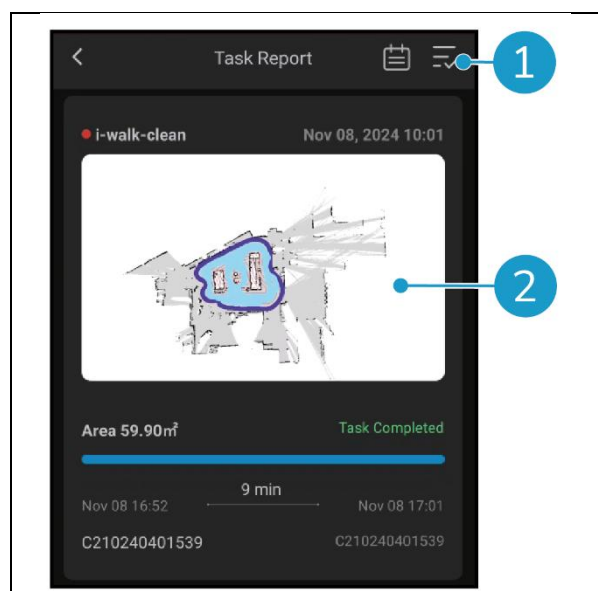 Task Report
1
i-walk-clean Nov 08, 2024 10:01
2
Area 59.90㎡ Task Completed
9 min
Nov 08 16:52 Nov 08 17:01
C210240401539 C210240401539